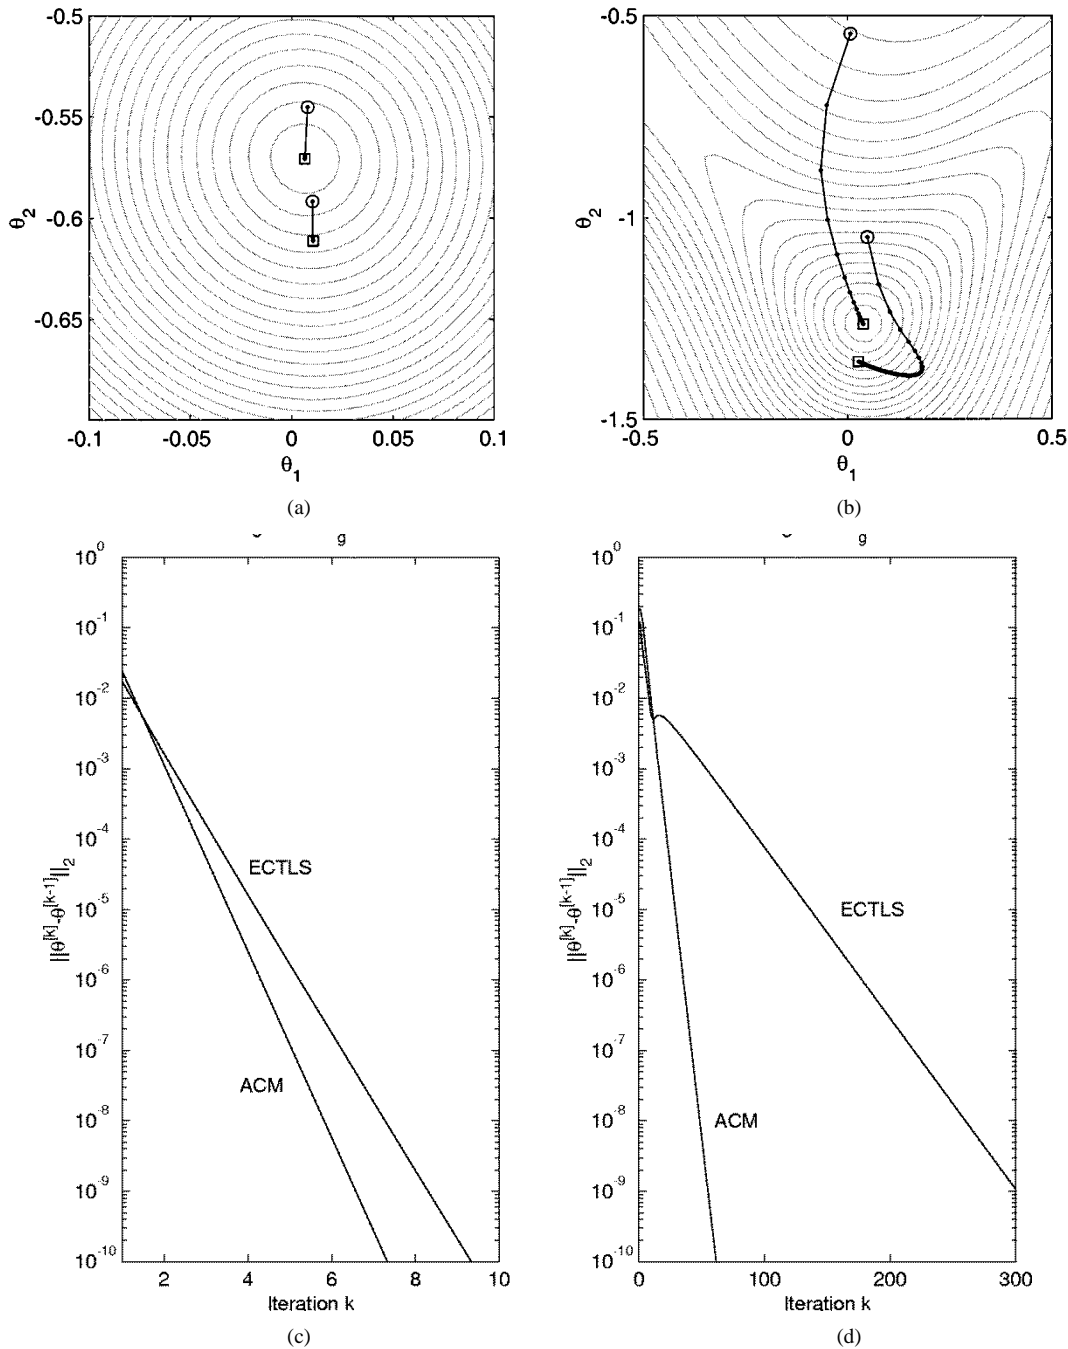 -0.5
-0.55
-0.6
-0.65
θ2
-0.1 -0.05 0 0.05 0.1
θ1
(a)
-0.5
-1
-1.5
θ2
-0.5 0 0.5
θ1
(b)
g
10^0
10^-1
10^-2
10^-3
10^-4
10^-5
10^-6
10^-7
10^-8
10^-9
10^-10
||θ^[k]-θ^[k-1]||2
ECTLS
ACM
2 4 6 8 10
Iteration k
(c)
g
10^0
10^-1
10^-2
10^-3
10^-4
10^-5
10^-6
10^-7
10^-8
10^-9
10^-10
||θ^[k]-θ^[k-1]||2
ECTLS
ACM
0 100 200 300
Iteration k
(d)